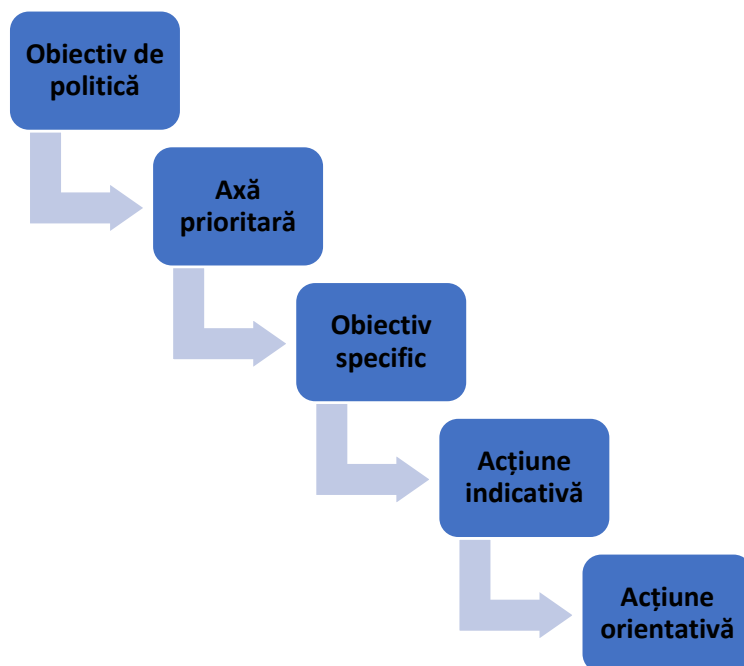 Obiectiv de
politică
Axă
prioritară
Obiectiv
specific
Acțiune
indicativă
Acțiune
orientativă